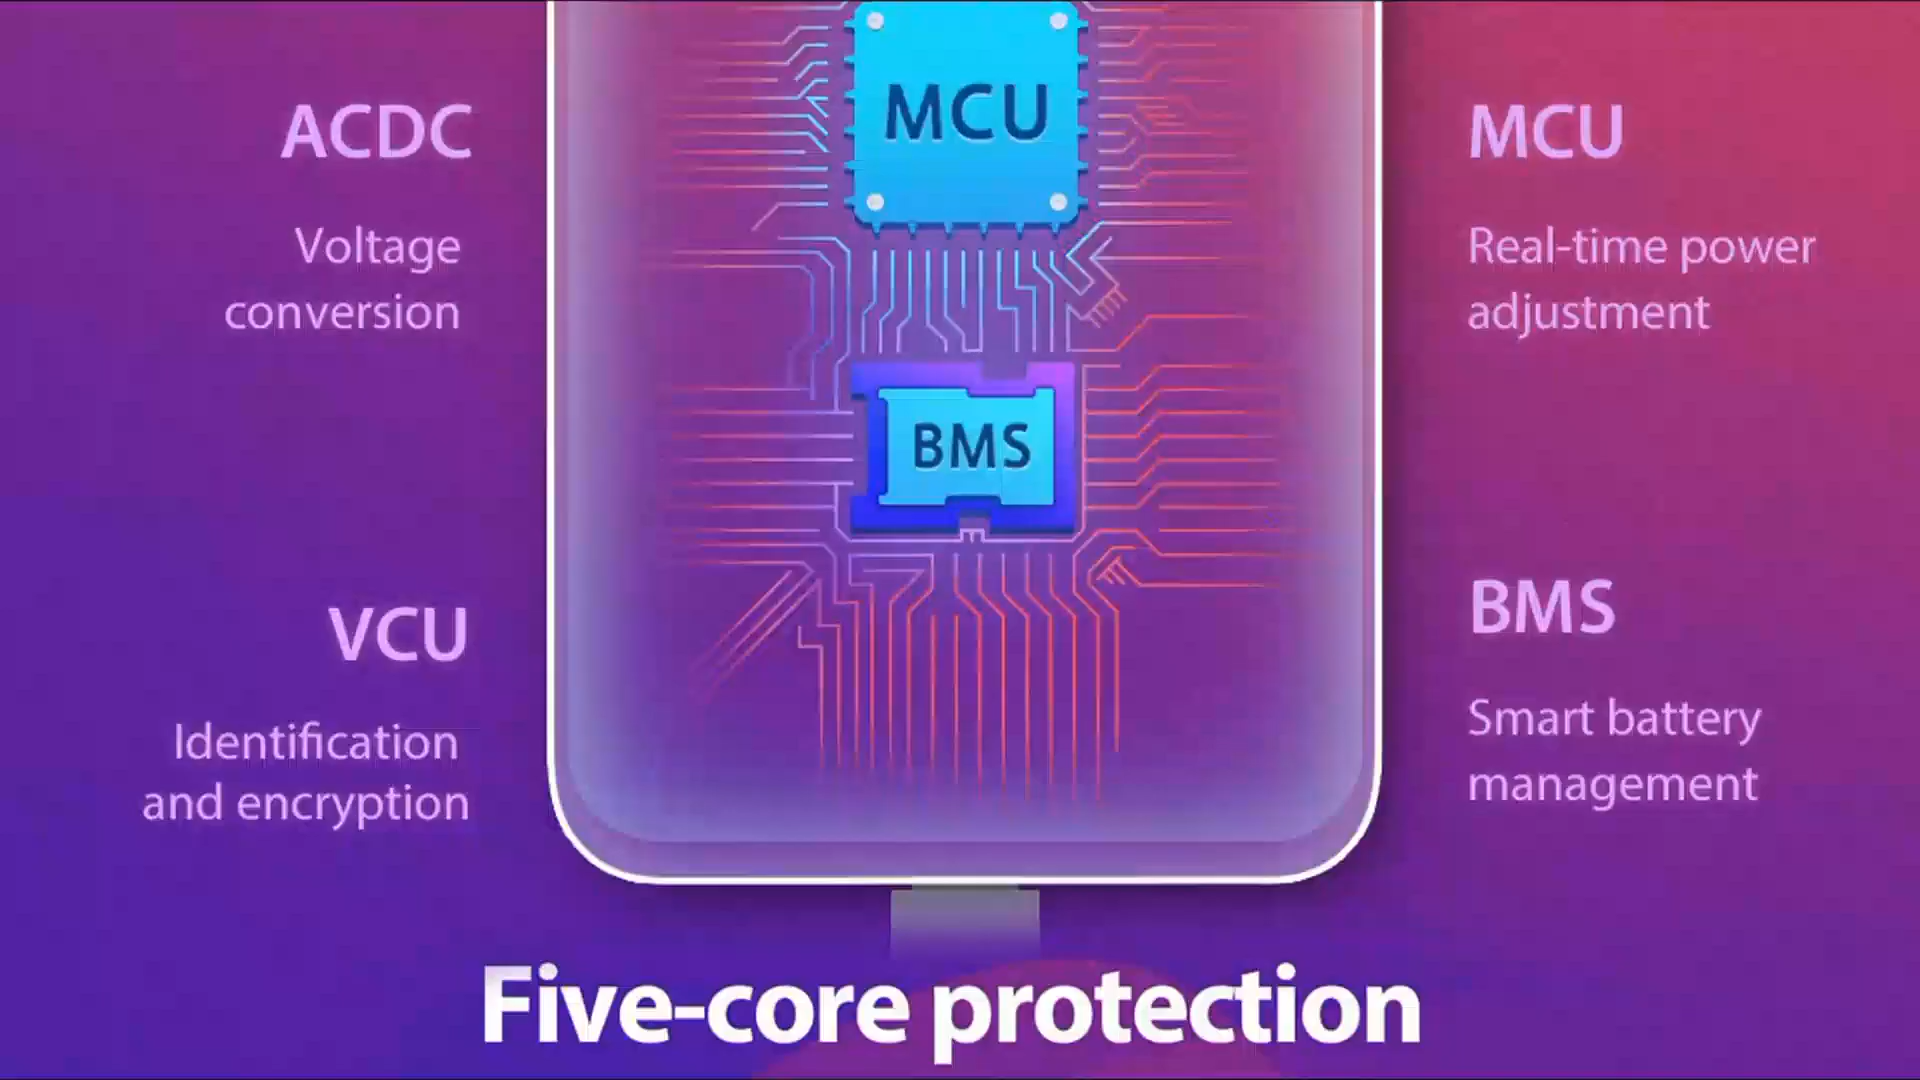 MCU
BMS
ACDC
Voltage
conversion
VCU
Identification
and encryption
MCU
Real-time power
adjustment
BMS
Smart battery
management
Five-core protection